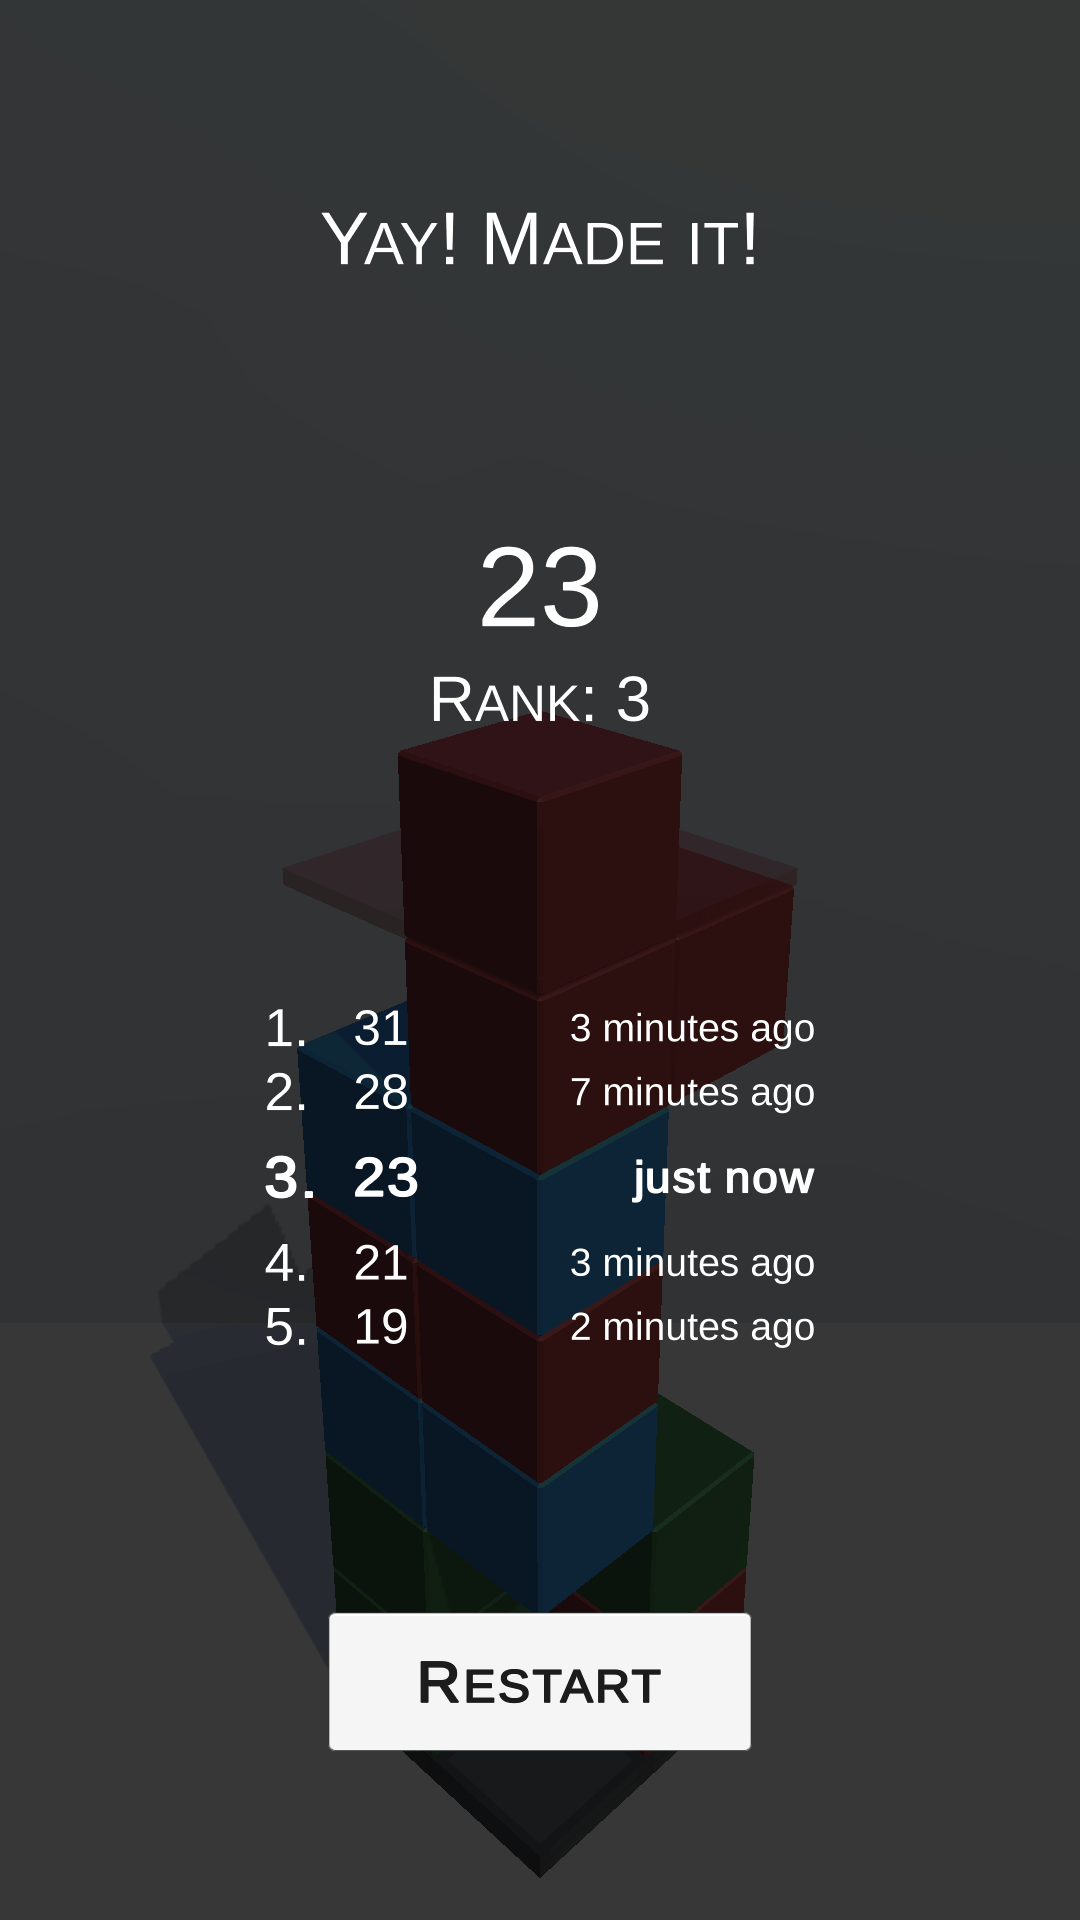 Yay! Made it!
23
Rank: 3
1. 31 3 minutes ago
2. 28 7 minutes ago
3. 23 just now
4. 21 3 minutes ago
5. 19 2 minutes ago
Restart